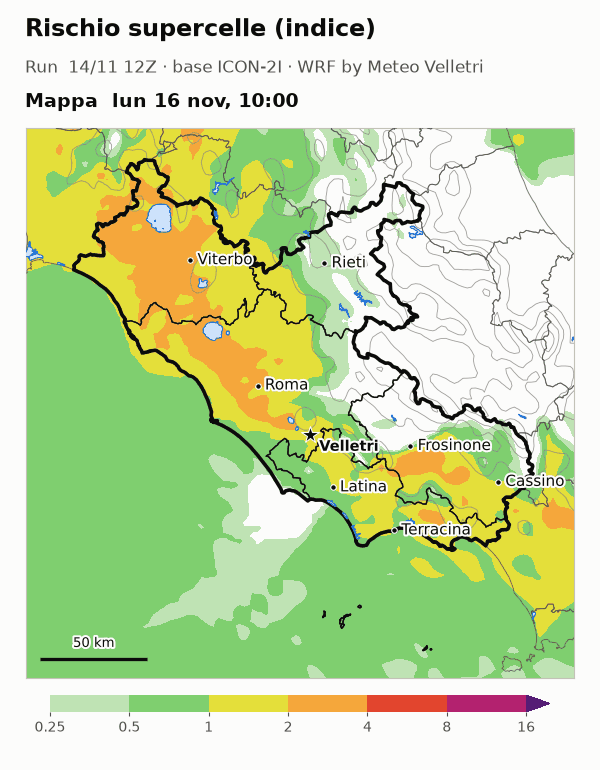 Rischio supercelle (indice)
Run  14/11 12Z · base ICON-2I · WRF by Meteo Velletri
Mappa  lun 16 nov, 10:00
Viterbo
Rieti
Roma
Velletri
Frosinone
Cassino
Latina
Terracina
50 km
0.25 0.5 1 2 4 8 16